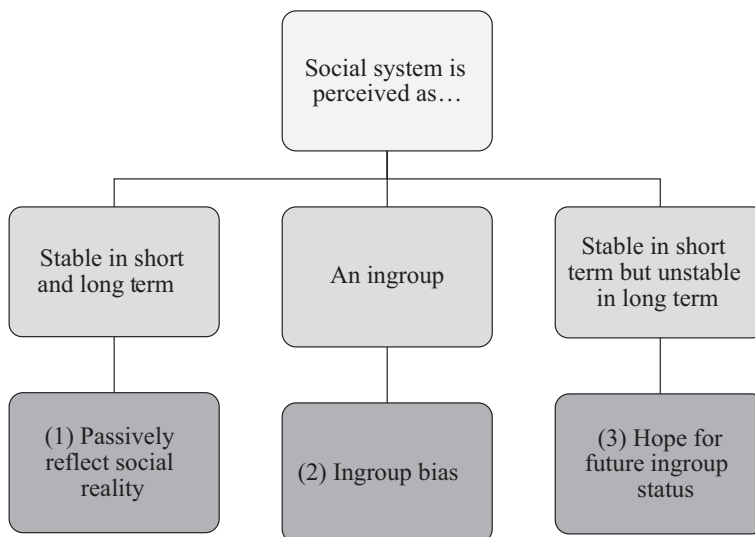 Social system is
perceived as…
Stable in short
and long term
An ingroup
Stable in short
term but unstable
in long term
(1) Passively
reflect social
reality
(2) Ingroup bias
(3) Hope for
future ingroup
status